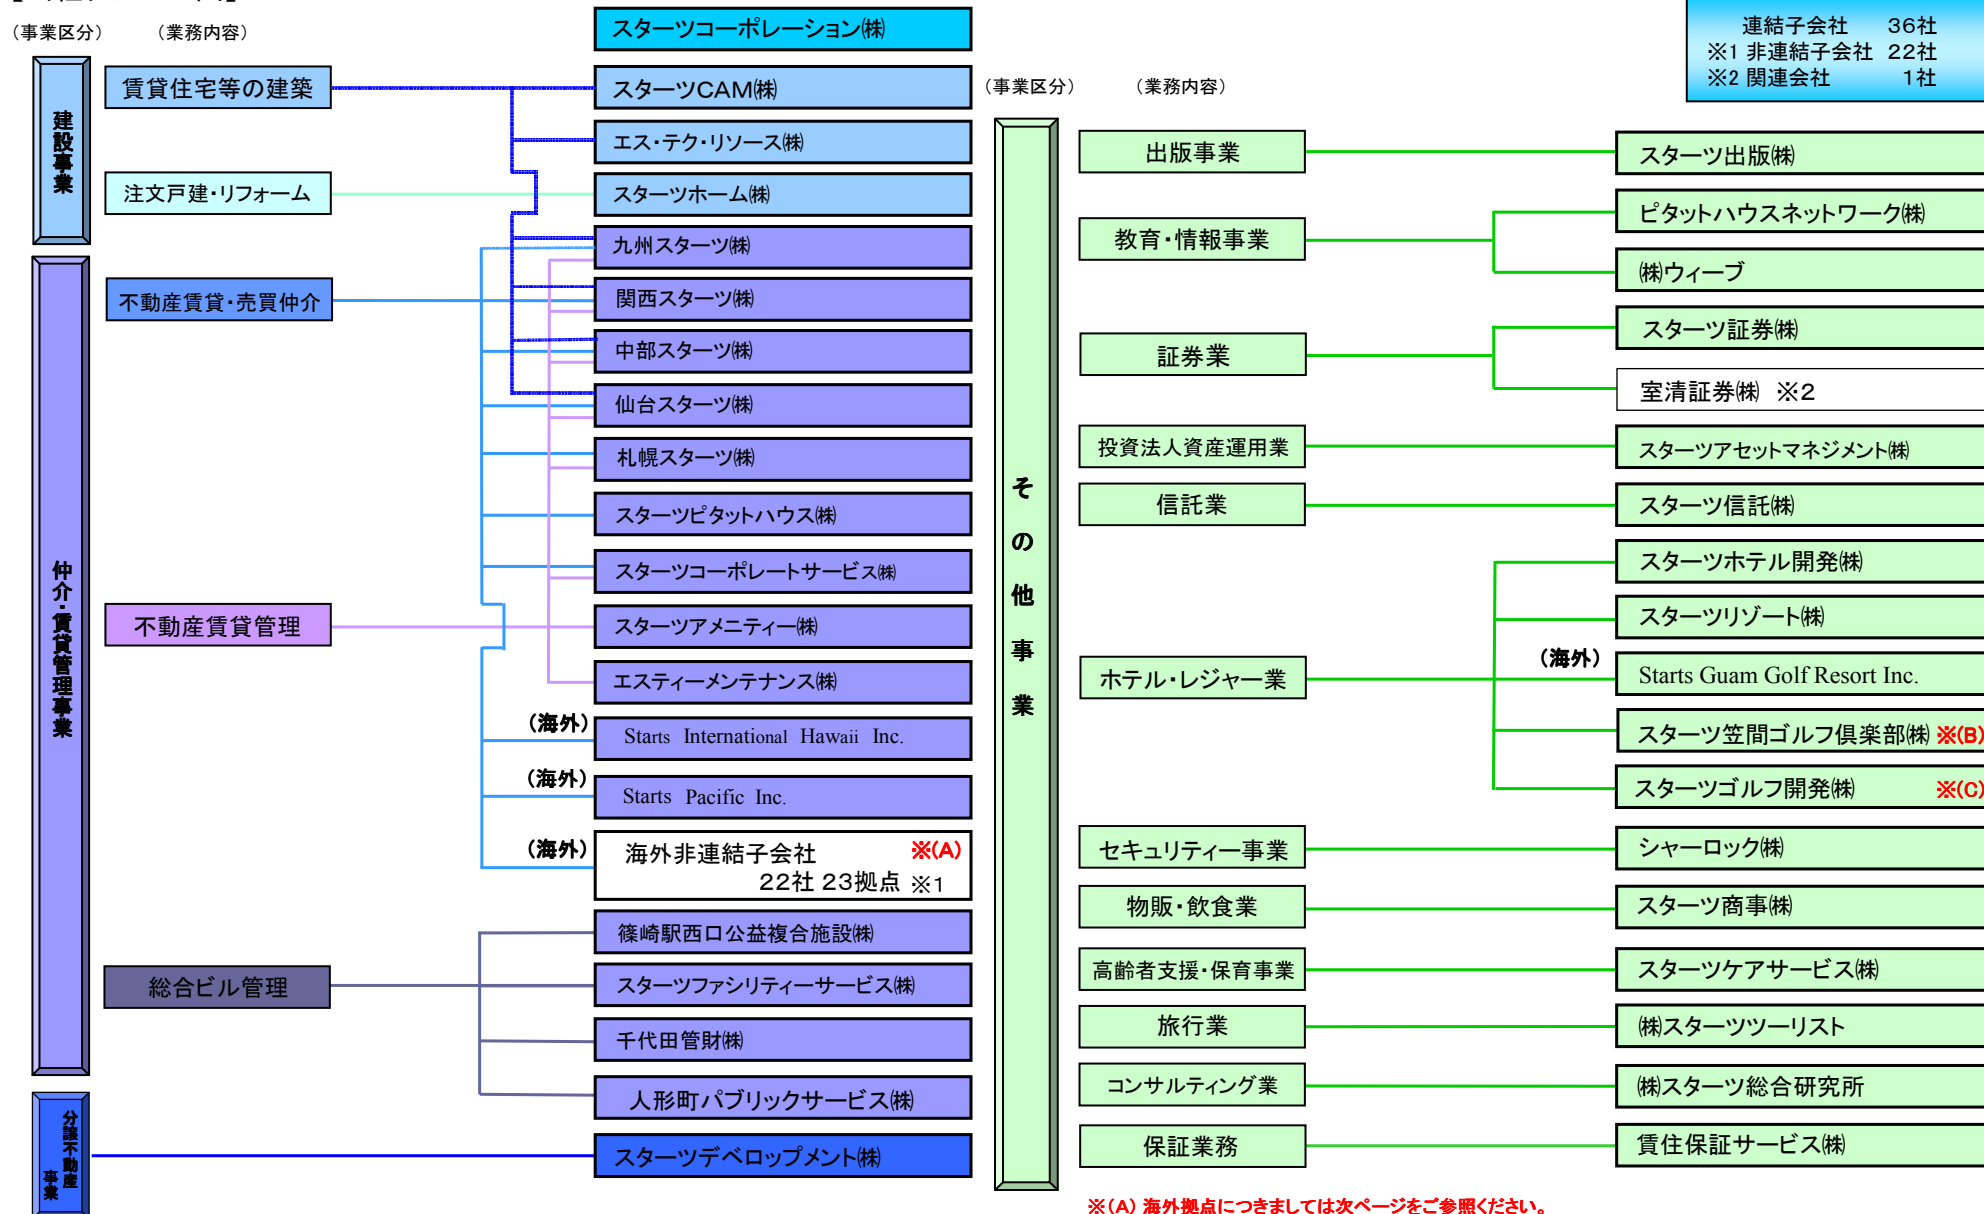 （事業区分）
（業務内容）
スターツコーポレーション㈱
建設事業
賃貸住宅等の建築
スターツCAM㈱
エス・テク・リソース㈱
注文戸建・リフォーム
スターツホーム㈱
仲介・賃貸管理事業
九州スターツ㈱
不動産賃貸・売買仲介
関西スターツ㈱
中部スターツ㈱
仙台スターツ㈱
札幌スターツ㈱
スターツピタットハウス㈱
スターツコーポレートサービス㈱
不動産賃貸管理
スターツアメニティー㈱
エスティーメンテナンス㈱
（海外）
Starts International Hawaii Inc.
（海外）
Starts Pacific Inc.
（海外）
海外非連結子会社 ※(A)
22社 23拠点 ※1
篠崎駅西口公益複合施設㈱
総合ビル管理
スターツファシリティーサービス㈱
千代田管財㈱
人形町パブリックサービス㈱
分譲不動産
事業
スターツデベロップメント㈱
連結子会社 36社
※1 非連結子会社 22社
※2 関連会社 1社
（事業区分）
（業務内容）
その他事業
出版事業
スターツ出版㈱
教育・情報事業
ピタットハウスネットワーク㈱
㈱ウィーブ
証券業
スターツ証券㈱
室清証券㈱ ※2
投資法人資産運用業
スターツアセットマネジメント㈱
信託業
スターツ信託㈱
ホテル・レジャー業
スターツホテル開発㈱
スターツリゾート㈱
（海外）
Starts Guam Golf Resort Inc.
スターツ笠間ゴルフ倶楽部㈱ ※(B)
スターツゴルフ開発㈱ ※(C)
セキュリティー事業
シャーロック㈱
物販・飲食業
スターツ商事㈱
高齢者支援・保育事業
スターツケアサービス㈱
旅行業
㈱スターツツーリスト
コンサルティング業
㈱スターツ総合研究所
保証業務
賃住保証サービス㈱
※(A) 海外拠点につきましては次ページをご参照ください。